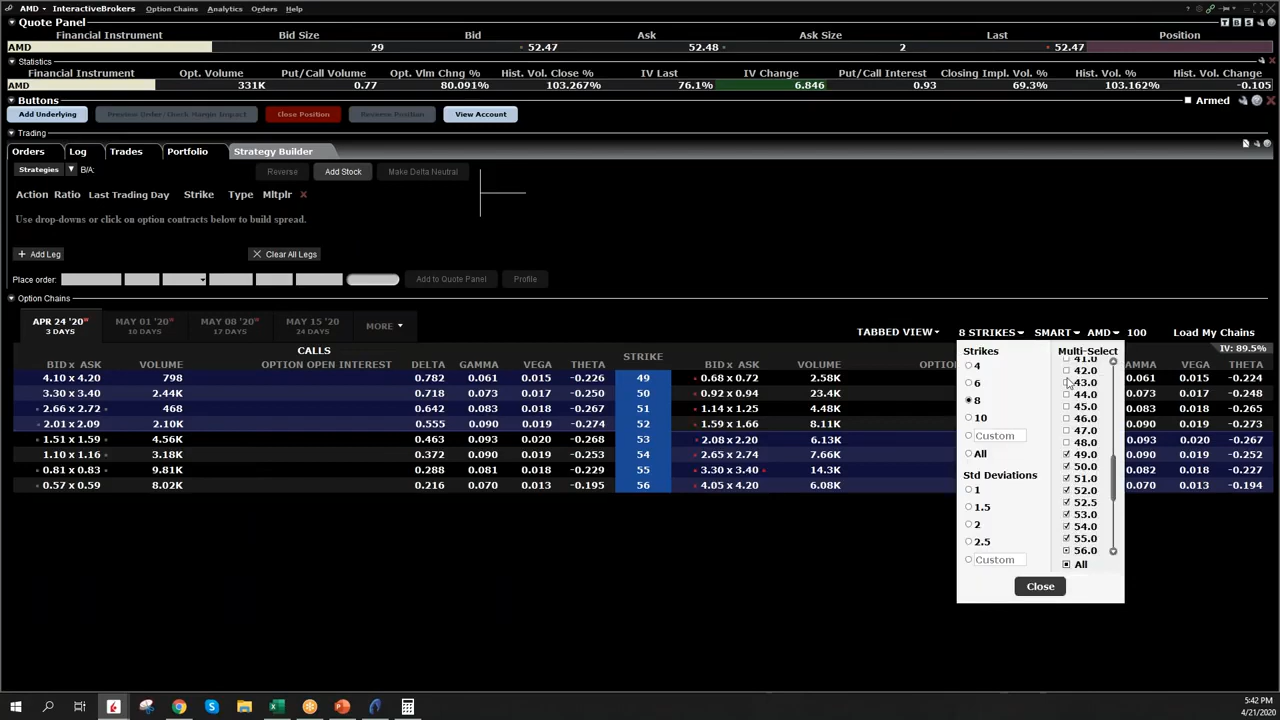 AMD InteractiveBrokers Option Chains Analytics Orders Help
Quote Panel
Financial Instrument Bid Size Bid Ask Ask Size Last Position
AMD 29 52.47 52.48 2 52.47
Statistics
Financial Instrument Opt. Volume Put/Call Volume Opt. Vlm Chng % Hist. Vol. Close % IV Last IV Change Put/Call Interest Closing Impl. Vol. % Hist. Vol. % Hist. Vol. Change
AMD 331K 0.77 80.091% 103.267% 76.1% 6.846 0.93 69.3% 103.162% -0.105
Buttons Armed
Add Underlying Preview Order/Check Margin Impact Close Position Reverse Position View Account
Trading
Orders Log Trades Portfolio Strategy Builder
Strategies B/A: Reverse Add Stock Make Delta Neutral
Action Ratio Last Trading Day Strike Type Mltplr
Use drop-downs or click on option contracts below to build spread.
+ Add Leg X Clear All Legs
Place order: Add to Quote Panel Profile
Option Chains
APR 24 '20 MAY 01 '20 MAY 08 '20 MAY 15 '20 MORE TABBED VIEW 8 STRIKES SMART AMD 100 Load My Chains
3 DAYS 10 DAYS 17 DAYS 24 DAYS
CALLS IV: 89.5%
BID x ASK VOLUME OPTION OPEN INTEREST DELTA GAMMA VEGA THETA STRIKE BID x ASK VOLUME OPTION GAMMA VEGA THETA
4.10 x 4.20 798 0.782 0.061 0.015 -0.226 49 0.68 x 0.72 2.58K 0.061 0.015 -0.224
3.30 x 3.40 2.44K 0.718 0.073 0.017 -0.250 50 0.92 x 0.94 23.4K 0.073 0.017 -0.248
2.66 x 2.72 468 0.642 0.083 0.018 -0.267 51 1.14 x 1.25 4.48K 0.083 0.018 -0.265
2.01 x 2.09 2.10K 0.555 0.090 0.019 -0.274 52 1.59 x 1.66 8.11K 0.090 0.019 -0.273
1.51 x 1.59 4.56K 0.463 0.093 0.020 -0.268 53 2.08 x 2.20 6.13K 0.093 0.020 -0.267
1.10 x 1.16 3.18K 0.372 0.090 0.019 -0.253 54 2.65 x 2.74 7.66K 0.090 0.019 -0.252
0.81 x 0.83 9.81K 0.288 0.081 0.018 -0.229 55 3.30 x 3.40 14.3K 0.082 0.018 -0.227
0.57 x 0.59 8.02K 0.216 0.070 0.013 -0.195 56 4.05 x 4.20 6.08K 0.070 0.013 -0.194
Strikes
4
6
8
10
Custom
All
Std Deviations
1
1.5
2
2.5
Custom
Multi-Select
41.0
42.0
43.0
44.0
45.0
46.0
47.0
48.0
49.0
50.0
51.0
52.0
52.5
53.0
54.0
55.0
56.0
All
Close
5:42 PM
4/21/2020